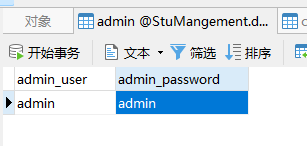 对象
admin @StuMangement.d...
开始事务 文本 筛选 排序
admin_user admin_password
admin admin